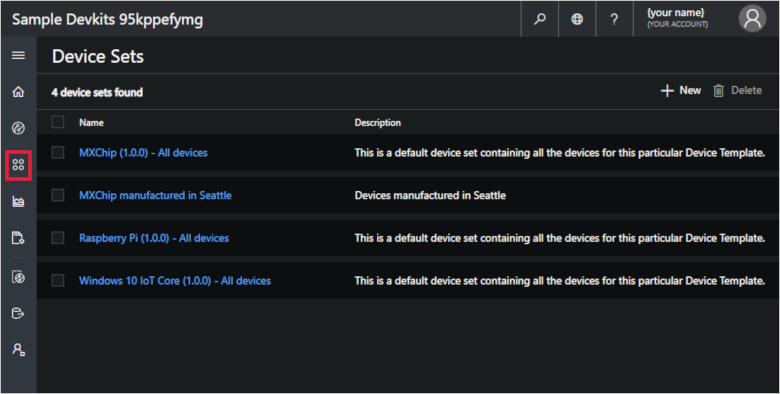 Sample Devkits 95kppefymg
?
{your name}
{YOUR ACCOUNT}
Device Sets
4 device sets found
New
Delete
Name Description
MXChip (1.0.0) - All devices This is a default device set containing all the devices for this particular Device Template.
MXChip manufactured in Seattle Devices manufactured in Seattle
Raspberry Pi (1.0.0) - All devices This is a default device set containing all the devices for this particular Device Template.
Windows 10 IoT Core (1.0.0) - All devices This is a default device set containing all the devices for this particular Device Template.